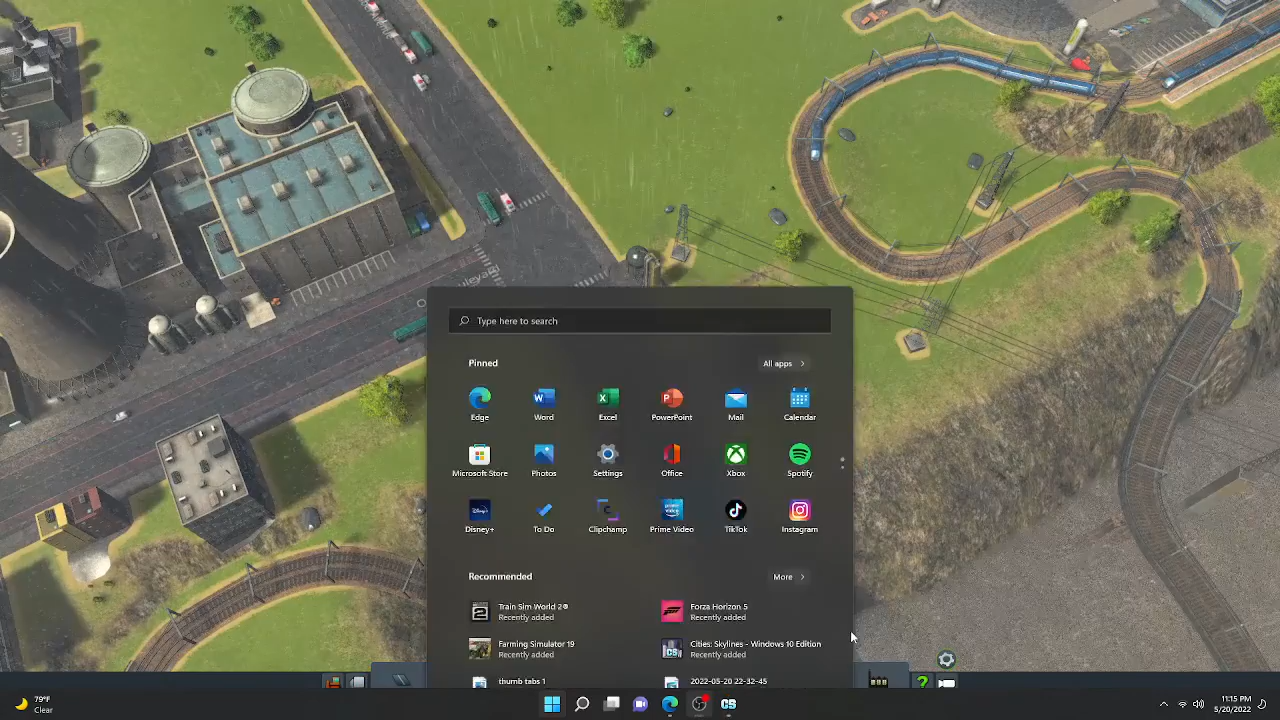 Type here to search
Pinned
All apps
Edge
Word
Excel
PowerPoint
Mail
Calendar
Microsoft Store
Photos
Settings
Office
Xbox
Spotify
Disney+
To Do
Clipchamp
Prime Video
TikTok
Instagram
Recommended
More
Train Sim World 2®
Recently added
Forza Horizon 5
Recently added
Farming Simulator 19
Recently added
Cities: Skylines - Windows 10 Edition
Recently added
thumb tabs 1
2022-05-20 22-32-45
79°F
Clear
CS
11:15 PM
5/20/2022